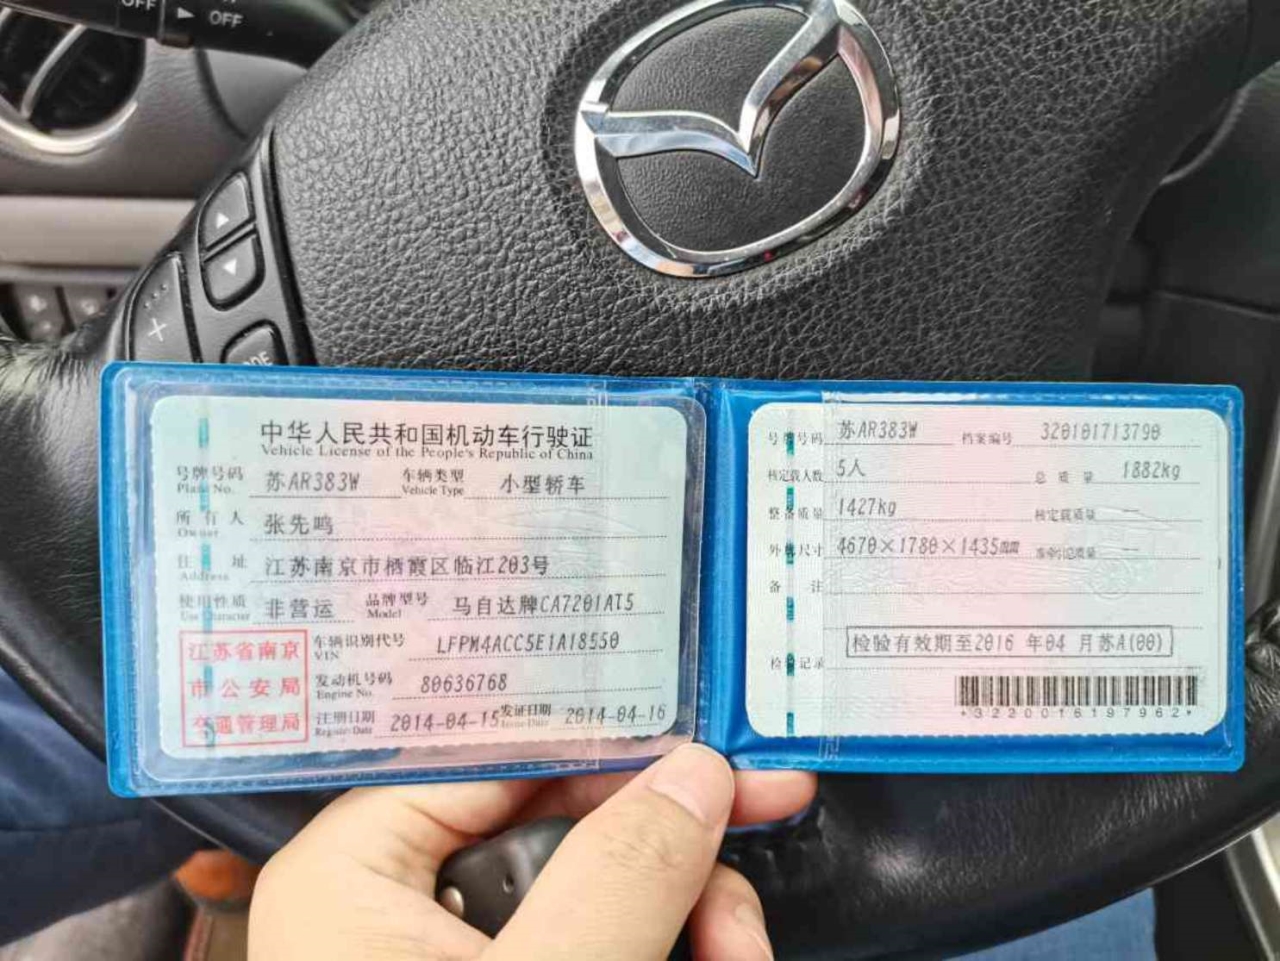 OFF
OFF
MODE
中华人民共和国机动车行驶证
Vehicle License of the People's Republic of China
号牌号码 苏AR383W 车辆类型 小型轿车
Plate No. Vehicle Type
所有人 张先鸣
Owner
住址 江苏南京市栖霞区临江203号
Address
使用性质 非营运 品牌型号 马自达牌CA7201AT5
Use Character Model
江苏省南京
市公安局
交通管理局
车辆识别代号 LFPM4ACC5E1A18550
VIN
发动机号码 80636768
Engine No.
注册日期 2014-04-15 发证日期 2014-04-16
Register Date Issue Date
号牌号码 苏AR383W 档案编号 320101713790
核定载人数 5人 总质量 1882kg
整备质量 1427kg 核定载质量 —
外廓尺寸 4670×1780×1435mm 准牵引总质量 —
备注
检验记录 检验有效期至2016 年04 月苏A(00)
*3220016197962*